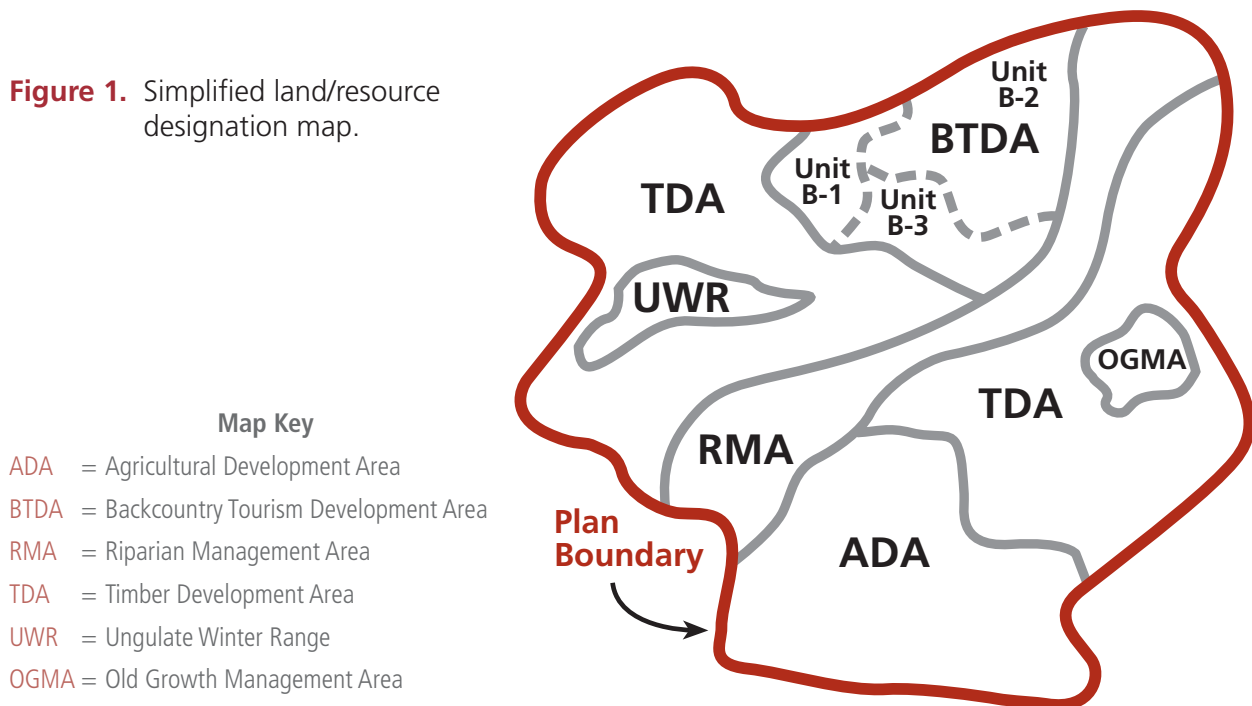 Figure 1. Simplified land/resource
designation map.
Unit
B-2
BTDA
Unit
B-1
Unit
B-3
TDA
UWR
OGMA
TDA
RMA
Plan
Boundary
ADA
Map Key
ADA = Agricultural Development Area
BTDA = Backcountry Tourism Development Area
RMA = Riparian Management Area
TDA = Timber Development Area
UWR = Ungulate Winter Range
OGMA = Old Growth Management Area